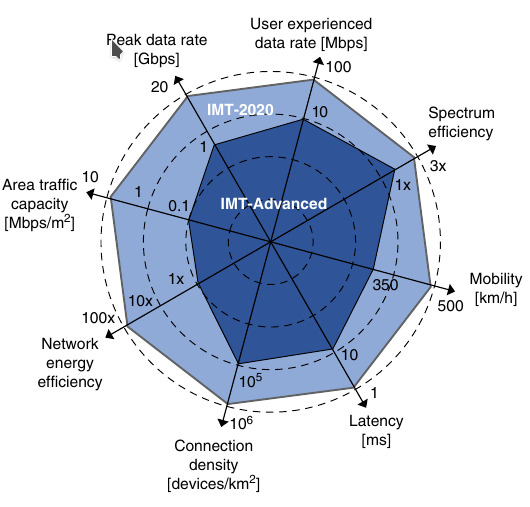 User experienced
data rate [Mbps]
Peak data rate
[Gbps]
100
20
IMT-2020
10
Spectrum
efficiency
1
3x
10
1x
Area traffic
capacity
[Mbps/m²]
1
0.1
IMT-Advanced
1x
350
Mobility
[km/h]
500
10x
100x
Network
energy
efficiency
10
10⁵
1
10⁶
Latency
[ms]
Connection
density
[devices/km²]